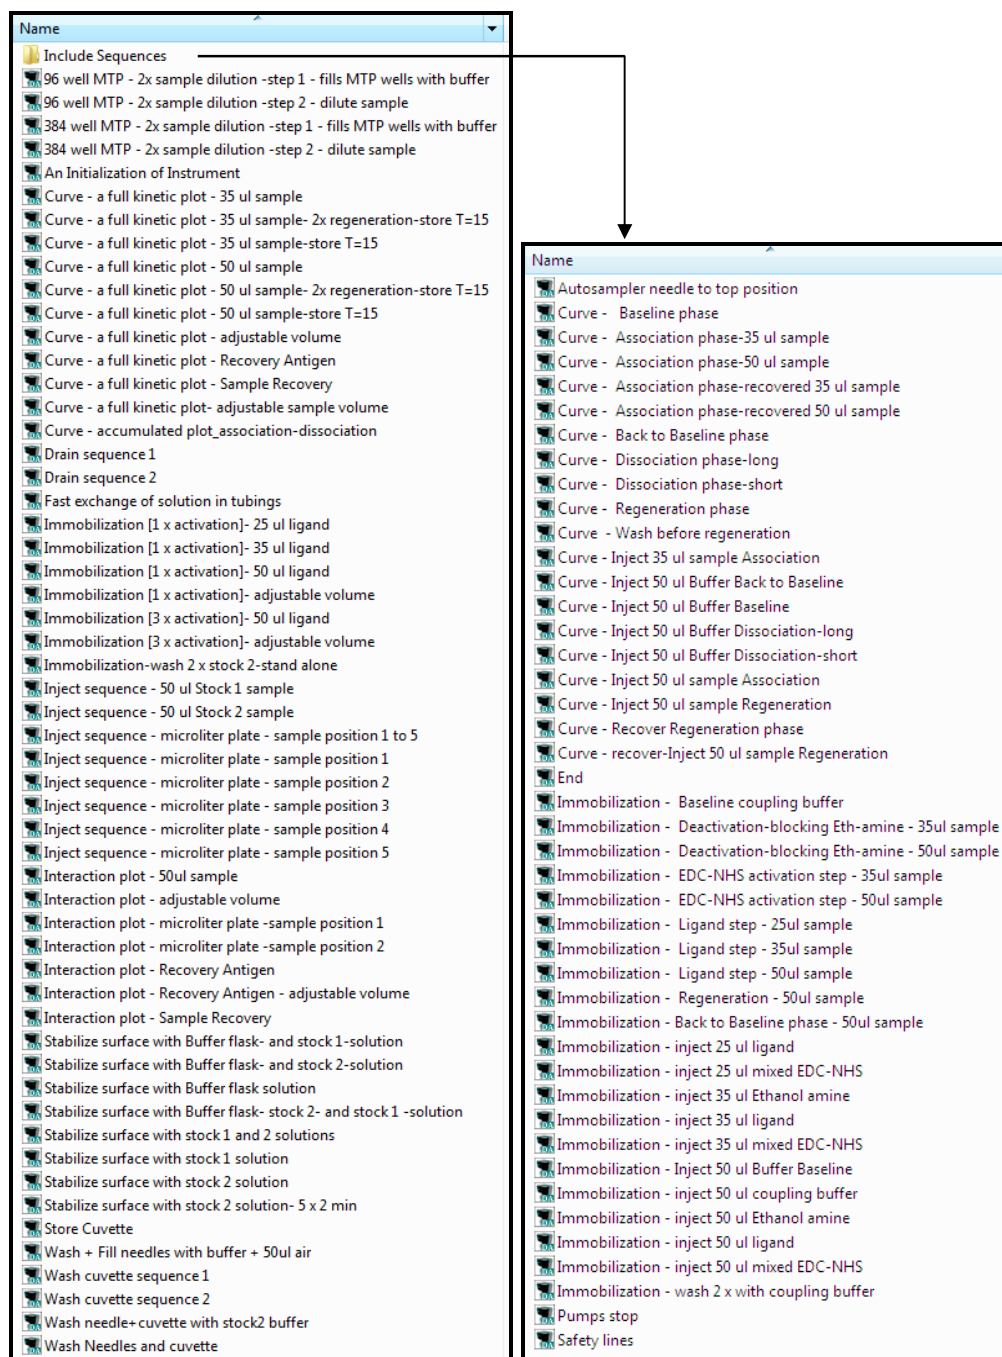 Name
Include Sequences
96 well MTP - 2x sample dilution -step 1 - fills MTP wells with buffer
96 well MTP - 2x sample dilution -step 2 - dilute sample
384 well MTP - 2x sample dilution -step 1 - fills MTP wells with buffer
384 well MTP - 2x sample dilution -step 2 - dilute sample
An Initialization of Instrument
Curve - a full kinetic plot - 35 ul sample
Curve - a full kinetic plot - 35 ul sample- 2x regeneration-store T=15
Curve - a full kinetic plot - 35 ul sample-store T=15
Curve - a full kinetic plot - 50 ul sample
Curve - a full kinetic plot - 50 ul sample- 2x regeneration-store T=15
Curve - a full kinetic plot - 50 ul sample-store T=15
Curve - a full kinetic plot - adjustable volume
Curve - a full kinetic plot - Recovery Antigen
Curve - a full kinetic plot - Sample Recovery
Curve - a full kinetic plot- adjustable sample volume
Curve - accumulated plot_association-dissociation
Drain sequence 1
Drain sequence 2
Fast exchange of solution in tubings
Immobilization [1 x activation]- 25 ul ligand
Immobilization [1 x activation]- 35 ul ligand
Immobilization [1 x activation]- 50 ul ligand
Immobilization [1 x activation]- adjustable volume
Immobilization [3 x activation]- 50 ul ligand
Immobilization [3 x activation]- adjustable volume
Immobilization-wash 2 x stock 2-stand alone
Inject sequence - 50 ul Stock 1 sample
Inject sequence - 50 ul Stock 2 sample
Inject sequence - microliter plate - sample position 1 to 5
Inject sequence - microliter plate - sample position 1
Inject sequence - microliter plate - sample position 2
Inject sequence - microliter plate - sample position 3
Inject sequence - microliter plate - sample position 4
Inject sequence - microliter plate - sample position 5
Interaction plot - 50ul sample
Interaction plot - adjustable volume
Interaction plot - microliter plate -sample position 1
Interaction plot - microliter plate -sample position 2
Interaction plot - Recovery Antigen
Interaction plot - Recovery Antigen - adjustable volume
Interaction plot - Sample Recovery
Stabilize surface with Buffer flask- and stock 1-solution
Stabilize surface with Buffer flask- and stock 2-solution
Stabilize surface with Buffer flask solution
Stabilize surface with Buffer flask- stock 2- and stock 1 -solution
Stabilize surface with stock 1 and 2 solutions
Stabilize surface with stock 1 solution
Stabilize surface with stock 2 solution
Stabilize surface with stock 2 solution- 5 x 2 min
Store Cuvette
Wash + Fill needles with buffer + 50ul air
Wash cuvette sequence 1
Wash cuvette sequence 2
Wash needle+cuvette with stock2 buffer
Wash Needles and cuvette
Name
Autosampler needle to top position
Curve - Baseline phase
Curve - Association phase-35 ul sample
Curve - Association phase-50 ul sample
Curve - Association phase-recovered 35 ul sample
Curve - Association phase-recovered 50 ul sample
Curve - Back to Baseline phase
Curve - Dissociation phase-long
Curve - Dissociation phase-short
Curve - Regeneration phase
Curve - Wash before regeneration
Curve - Inject 35 ul sample Association
Curve - Inject 50 ul Buffer Back to Baseline
Curve - Inject 50 ul Buffer Baseline
Curve - Inject 50 ul Buffer Dissociation-long
Curve - Inject 50 ul Buffer Dissociation-short
Curve - Inject 50 ul sample Association
Curve - Inject 50 ul sample Regeneration
Curve - Recover Regeneration phase
Curve - recover-Inject 50 ul sample Regeneration
End
Immobilization - Baseline coupling buffer
Immobilization - Deactivation-blocking Eth-amine - 35ul sample
Immobilization - Deactivation-blocking Eth-amine - 50ul sample
Immobilization - EDC-NHS activation step - 35ul sample
Immobilization - EDC-NHS activation step - 50ul sample
Immobilization - Ligand step - 25ul sample
Immobilization - Ligand step - 35ul sample
Immobilization - Ligand step - 50ul sample
Immobilization - Regeneration - 50ul sample
Immobilization - Back to Baseline phase - 50ul sample
Immobilization - inject 25 ul ligand
Immobilization - inject 25 ul mixed EDC-NHS
Immobilization - inject 35 ul Ethanol amine
Immobilization - inject 35 ul ligand
Immobilization - inject 35 ul mixed EDC-NHS
Immobilization - Inject 50 ul Buffer Baseline
Immobilization - inject 50 ul coupling buffer
Immobilization - inject 50 ul Ethanol amine
Immobilization - inject 50 ul ligand
Immobilization - inject 50 ul mixed EDC-NHS
Immobilization - wash 2 x with coupling buffer
Pumps stop
Safety lines